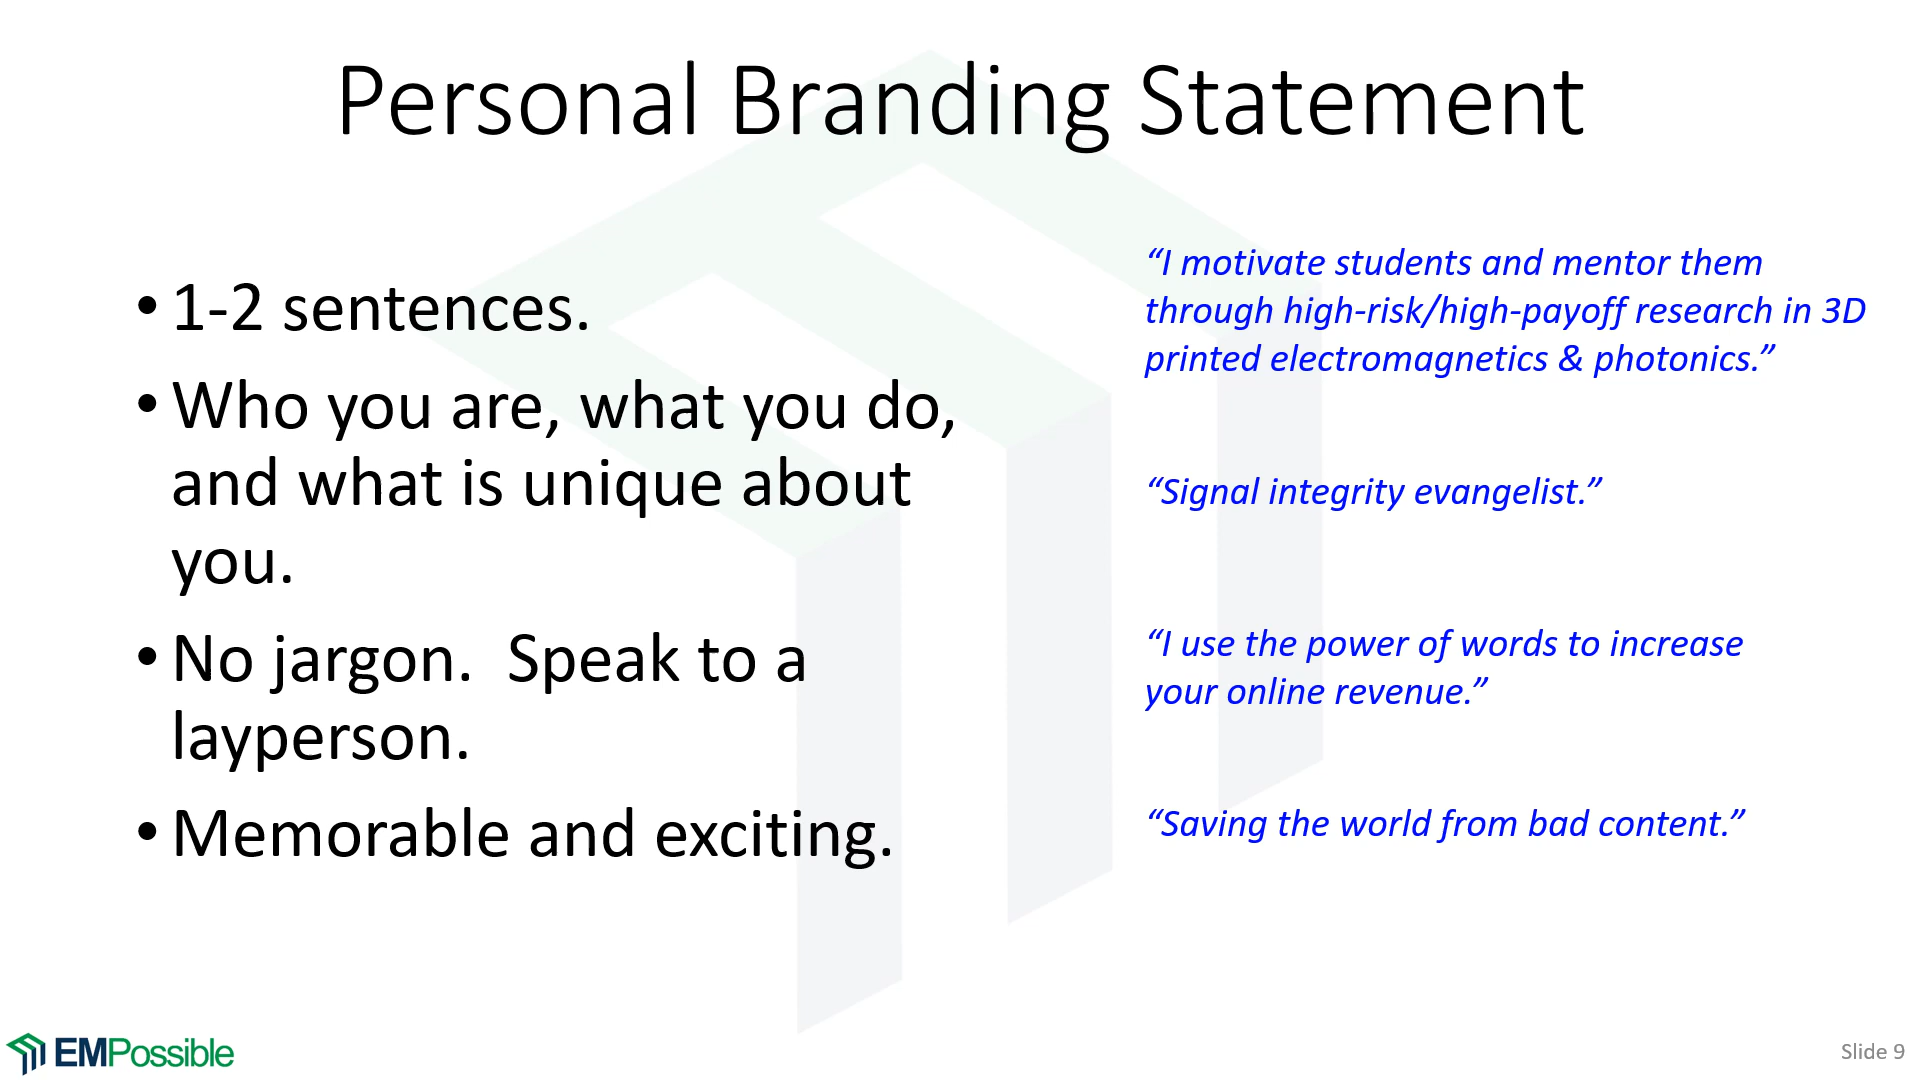 Personal Branding Statement
• 1-2 sentences.
• Who you are, what you do,
and what is unique about
you.
• No jargon.  Speak to a
layperson.
• Memorable and exciting.
“I motivate students and mentor them
through high-risk/high-payoff research in 3D
printed electromagnetics & photonics.”
“Signal integrity evangelist.”
“I use the power of words to increase
your online revenue.”
“Saving the world from bad content.”
EMPossible
Slide 9